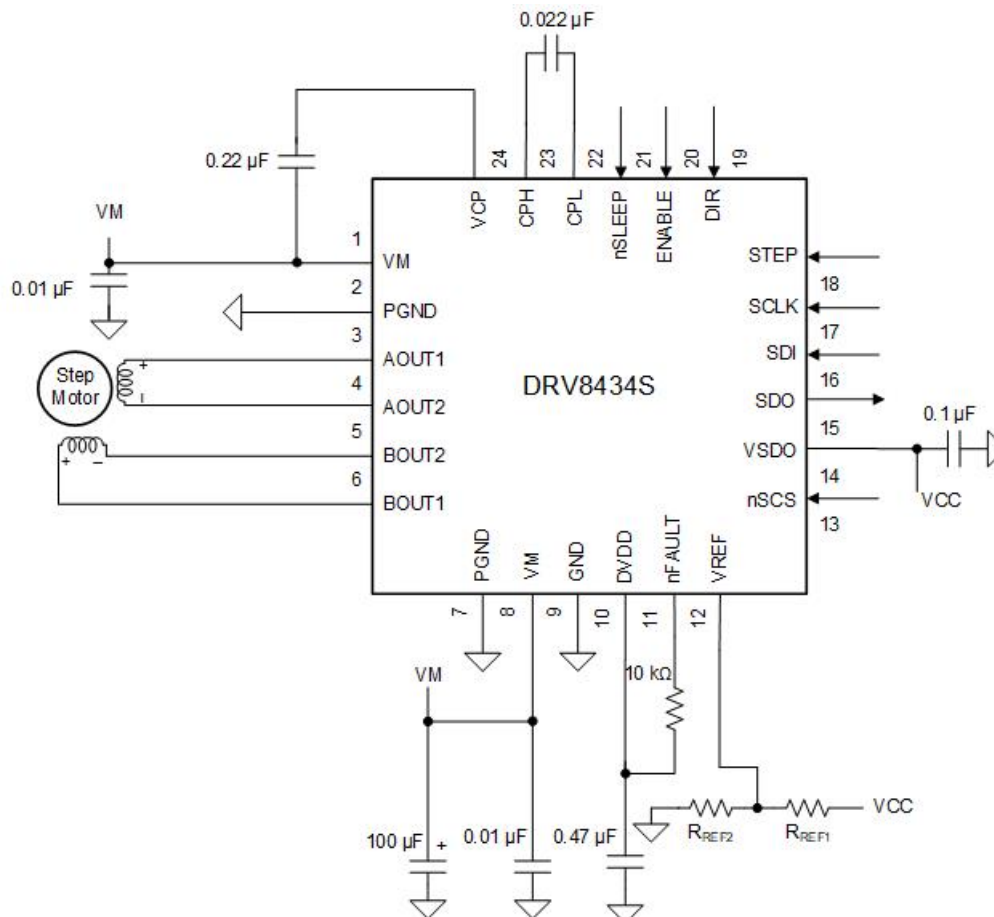 0.022 µF
0.22 µF
24
23
22
21
20
19
VCP
CPH
CPL
nSLEEP
ENABLE
DIR
VM
0.01 µF
1
VM
2
PGND
3
AOUT1
4
AOUT2
5
BOUT2
6
BOUT1
Step
Motor
+
–
+
–
DRV8434S
STEP
18
SCLK
17
SDI
16
SDO
15
VSDO
14
nSCS
13
0.1 µF
VCC
PGND
VM
GND
DVDD
nFAULT
VREF
7
8
9
10
11
12
VM
10 kΩ
100 µF
+
0.01 µF
0.47 µF
RREF2
RREF1
VCC